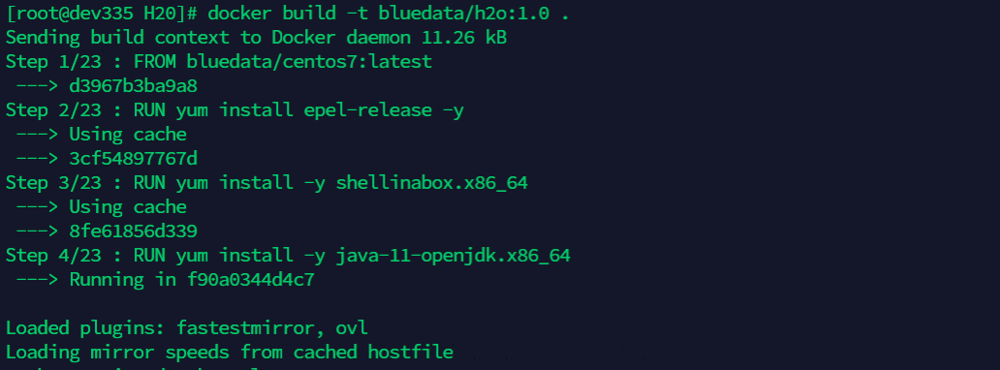 [root@dev335 H20]# docker build -t bluedata/h2o:1.0 .
Sending build context to Docker daemon 11.26 kB
Step 1/23 : FROM bluedata/centos7:latest
---> d3967b3ba9a8
Step 2/23 : RUN yum install epel-release -y
---> Using cache
---> 3cf54897767d
Step 3/23 : RUN yum install -y shellinabox.x86_64
---> Using cache
---> 8fe61856d339
Step 4/23 : RUN yum install -y java-11-openjdk.x86_64
---> Running in f90a0344d4c7
Loaded plugins: fastestmirror, ovl
Loading mirror speeds from cached hostfile